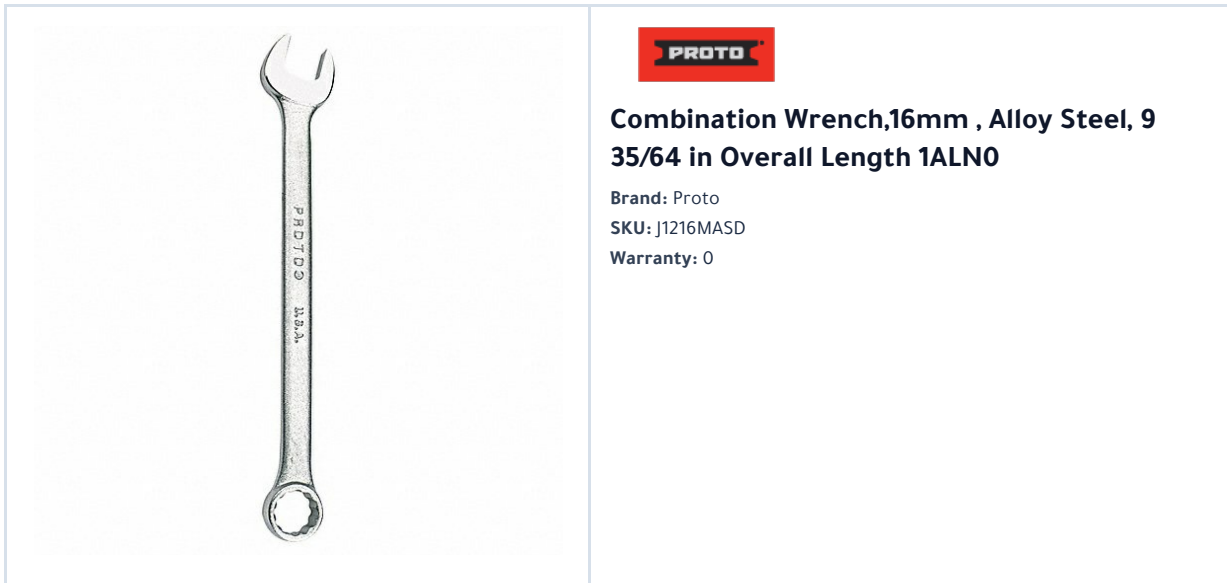 PROTO
U.S.A.
PROTO
Combination Wrench,16mm , Alloy Steel, 9
35/64 in Overall Length 1ALN0
Brand: Proto
SKU: J1216MASD
Warranty: 0